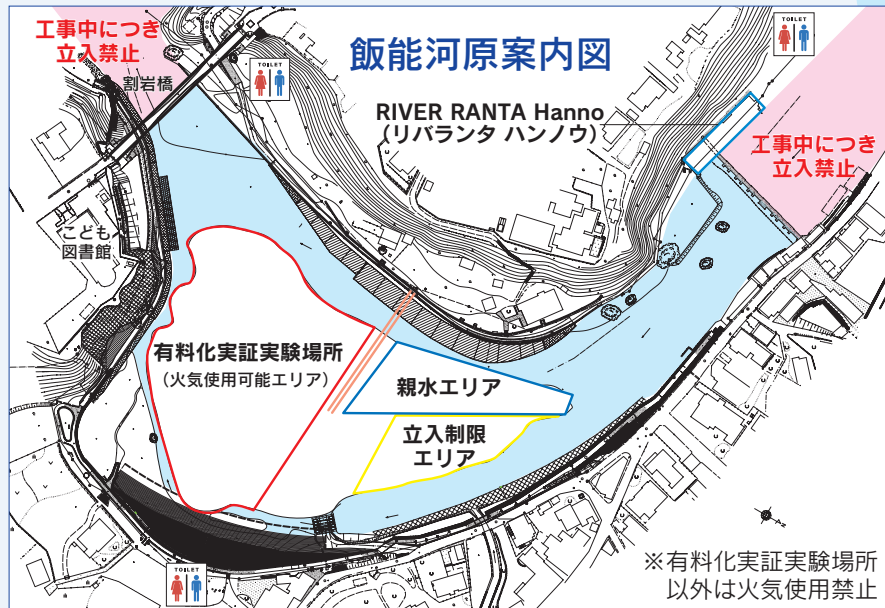 工事中につき
立入禁止
割岩橋
TOILET
飯能河原案内図
TOILET
RIVER RANTA Hanno
（リバランタ ハンノウ）
工事中につき
立入禁止
こども
図書館
有料化実証実験場所
（火気使用可能エリア）
親水エリア
立入制限
エリア
TOILET
※有料化実証実験場所
以外は火気使用禁止